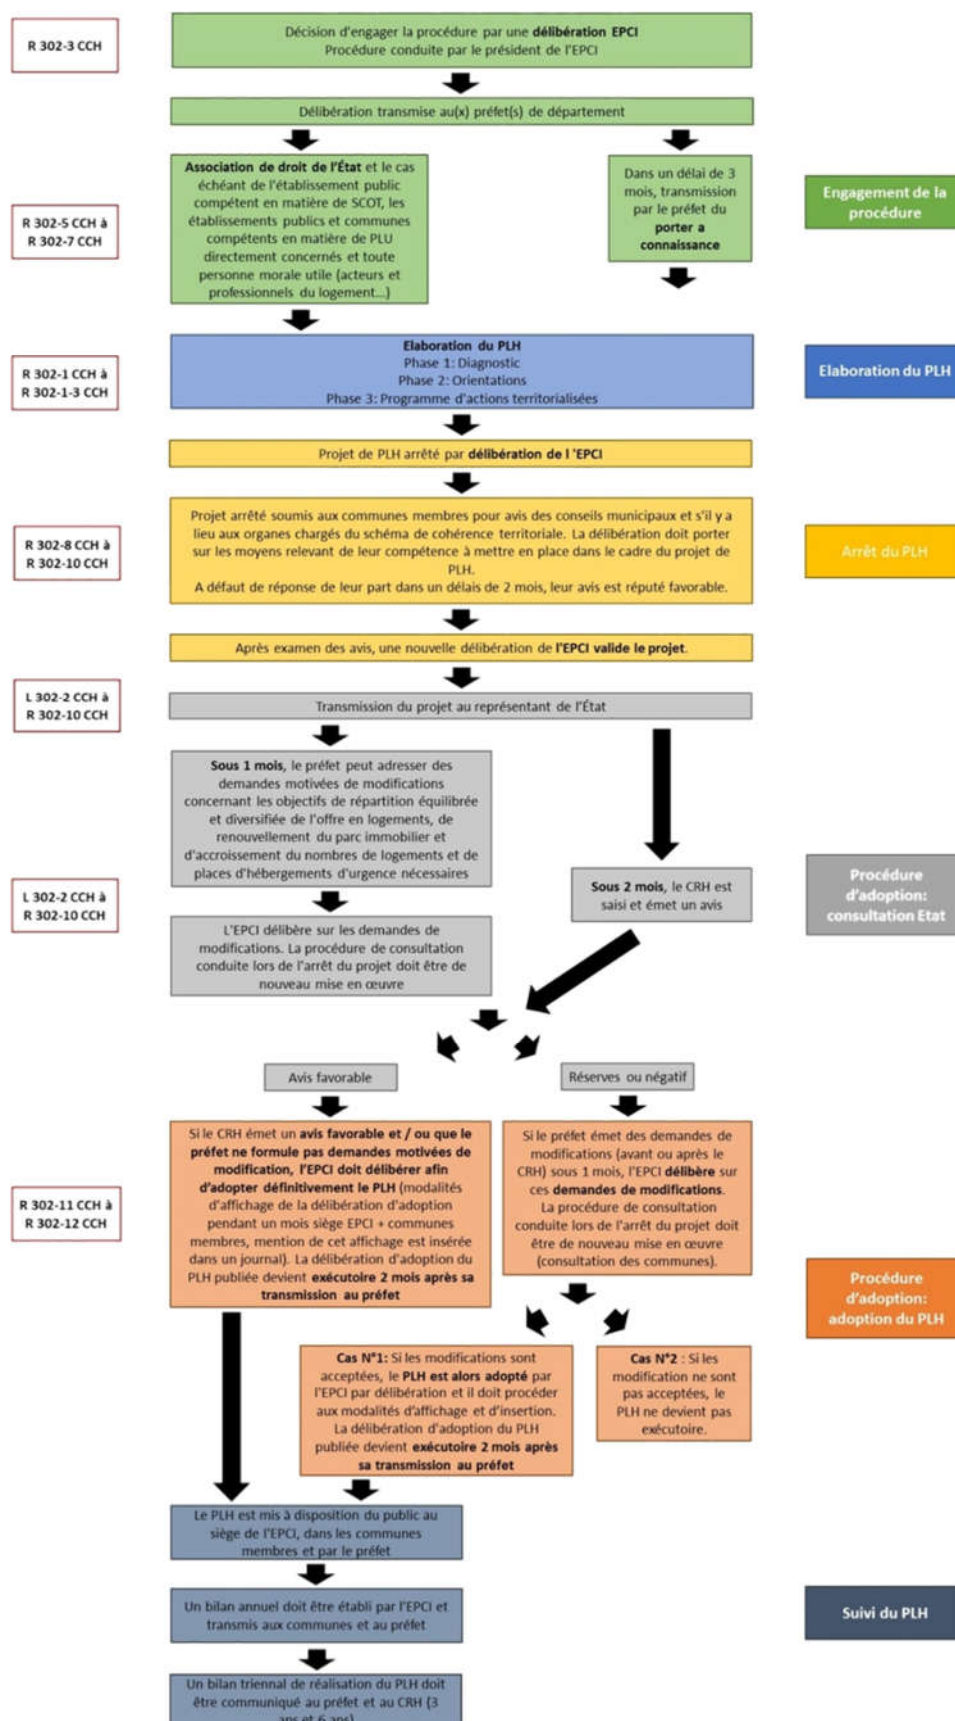 R 302-3 CCH
Décision d'engager la procédure par une délibération EPCI
Procédure conduite par le président de l'EPCI
Délibération transmise au(x) préfet(s) de département
R 302-5 CCH à
R 302-7 CCH
Association de droit de l'État et le cas
échéant de l'établissement public
compétent en matière de SCOT, les
établissements publics et communes
compétents en matière de PLU
directement concernés et toute
personne morale utile (acteurs et
professionnels du logement...)
Dans un délai de 3
mois, transmission
par le préfet du
porter a
connaissance
Engagement de la
procédure
R 302-1 CCH à
R 302-1-3 CCH
Elaboration du PLH
Phase 1: Diagnostic
Phase 2: Orientations
Phase 3: Programme d'actions territorialisées
Elaboration du PLH
Projet de PLH arrêté par délibération de l 'EPCI
R 302-8 CCH à
R 302-10 CCH
Projet arrêté soumis aux communes membres pour avis des conseils municipaux et s'il y a
lieu aux organes chargés du schéma de cohérence territoriale. La délibération doit porter
sur les moyens relevant de leur compétence à mettre en place dans le cadre du projet de
PLH.
A défaut de réponse de leur part dans un délais de 2 mois, leur avis est réputé favorable.
Arrêt du PLH
Après examen des avis, une nouvelle délibération de l'EPCI valide le projet.
L 302-2 CCH à
R 302-10 CCH
Transmission du projet au représentant de l'État
Sous 1 mois, le préfet peut adresser des
demandes motivées de modifications
concernant les objectifs de répartition équilibrée
et diversifiée de l'offre en logements, de
renouvellement du parc immobilier et
d'accroissement du nombres de logements et de
places d'hébergements d'urgence nécessaires
L 302-2 CCH à
R 302-10 CCH
Sous 2 mois, le CRH est
saisi et émet un avis
Procédure
d'adoption:
consultation Etat
L'EPCI délibère sur les demandes de
modifications. La procédure de consultation
conduite lors de l'arrêt du projet doit être de
nouveau mise en œuvre
Avis favorable
Réserves ou négatif
R 302-11 CCH à
R 302-12 CCH
Si le CRH émet un avis favorable et / ou que le
préfet ne formule pas demandes motivées de
modification, l'EPCI doit délibérer afin
d'adopter définitivement le PLH (modalités
d'affichage de la délibération d'adoption
pendant un mois siège EPCI + communes
membres, mention de cet affichage est insérée
dans un journal). La délibération d'adoption du
PLH publiée devient exécutoire 2 mois après sa
transmission au préfet
Si le préfet émet des demandes de
modifications (avant ou après le
CRH) sous 1 mois, l'EPCI délibère sur
ces demandes de modifications.
La procédure de consultation
conduite lors de l'arrêt du projet doit
être de nouveau mise en œuvre
(consultation des communes).
Procédure
d'adoption:
adoption du PLH
Cas N°1: Si les modifications sont
acceptées, le PLH est alors adopté par
l'EPCI par délibération et il doit procéder
aux modalités d'affichage et d'insertion.
La délibération d'adoption du PLH
publiée devient exécutoire 2 mois après
sa transmission au préfet
Cas N°2 : Si les
modification ne sont
pas acceptées, le
PLH ne devient pas
exécutoire.
Le PLH est mis à disposition du public au
siège de l'EPCI, dans les communes
membres et par le préfet
Un bilan annuel doit être établi par l'EPCI et
transmis aux communes et au préfet
Suivi du PLH
Un bilan triennal de réalisation du PLH doit
être communiqué au préfet et au CRH (3
ans et 6 ans)